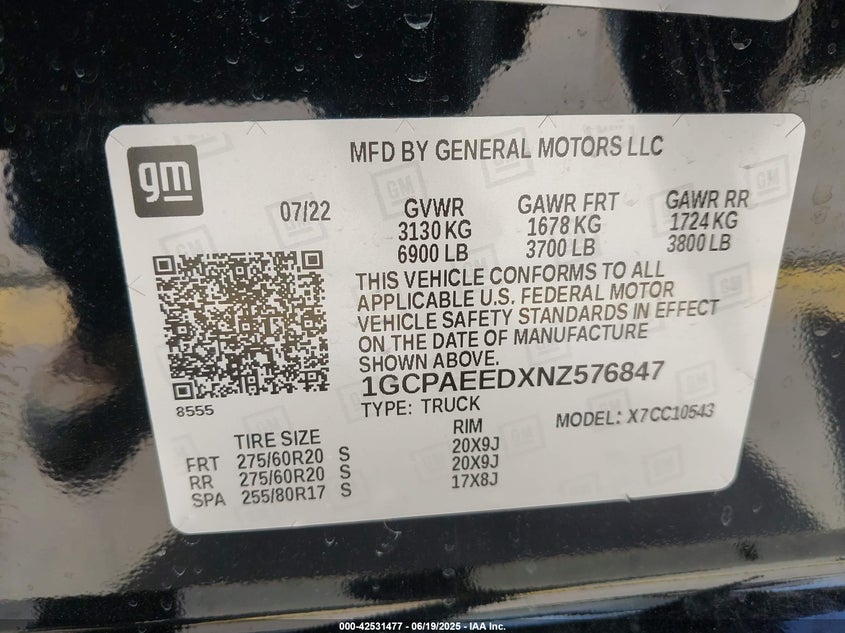 gm
MFD BY GENERAL MOTORS LLC
07/22 GVWR GAWR FRT GAWR RR
3130 KG 1678 KG 1724 KG
6900 LB 3700 LB 3800 LB
THIS VEHICLE CONFORMS TO ALL
APPLICABLE U.S. FEDERAL MOTOR
VEHICLE SAFETY STANDARDS IN EFFECT
ON THE DATE OF MANUFACTURE
SHOWN ABOVE.
1GCPAEEDXNZ576847
8555
TYPE: TRUCK MODEL: X7CC10543
TIRE SIZE RIM
FRT 275/60R20 S 20X9J
RR 275/60R20 S 20X9J
SPA 255/80R17 S 17X8J
000-42531477 - 06/19/2025 - IAA Inc.